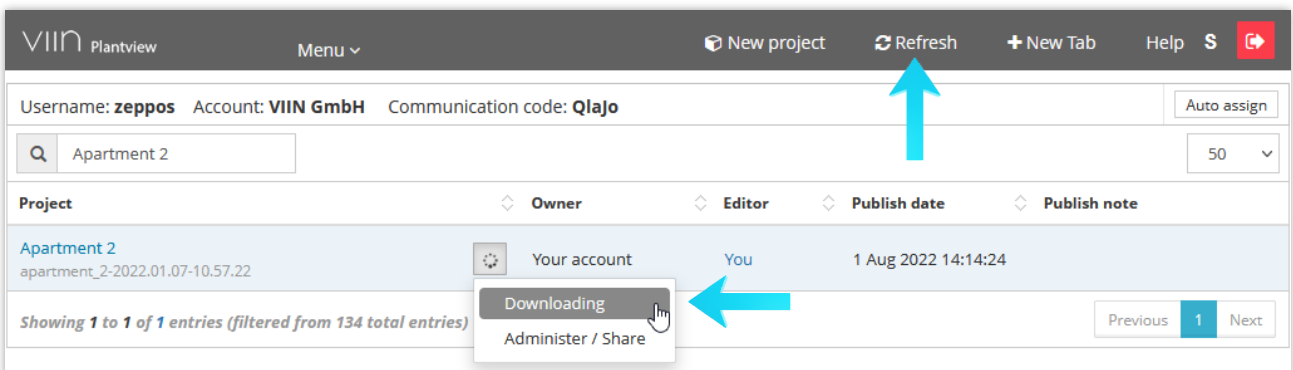 VIIN Plantview Menu New project Refresh + New Tab Help S
Username: zeppos Account: VIIN GmbH Communication code: QlaJo Auto assign
Apartment 2 50
Project Owner Editor Publish date Publish note
Apartment 2
apartment_2-2022.01.07-10.57.22
Your account You 1 Aug 2022 14:14:24
Downloading
Administer / Share
Showing 1 to 1 of 1 entries (filtered from 134 total entries)
Previous 1 Next